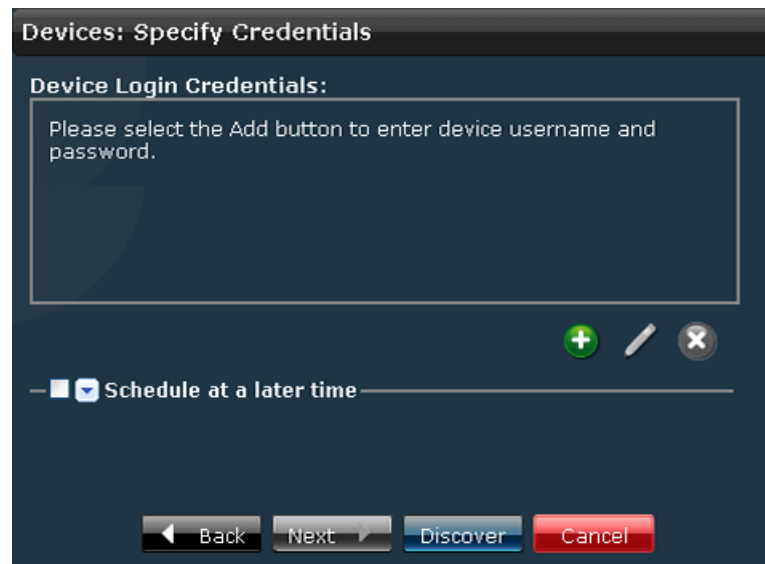 Devices: Specify Credentials
Device Login Credentials:
Please select the Add button to enter device username and
password.
Schedule at a later time
Back Next Discover Cancel